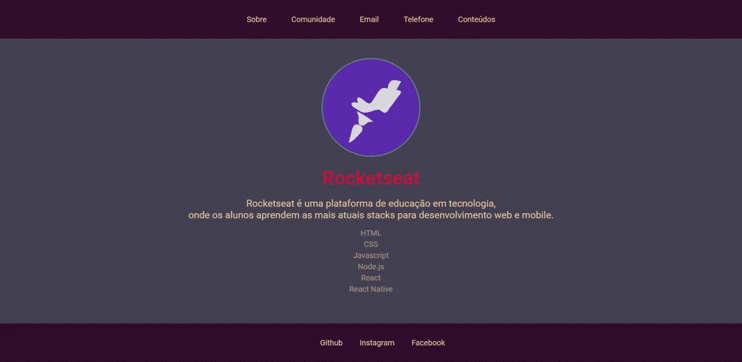 Sobre Comunidade Email Telefone Conteúdos
Rocketseat
Rocketseat é uma plataforma de educação em tecnologia,
onde os alunos aprendem as mais atuais stacks para desenvolvimento web e mobile.
HTML
CSS
Javascript
Node.js
React
React Native
Github Instagram Facebook